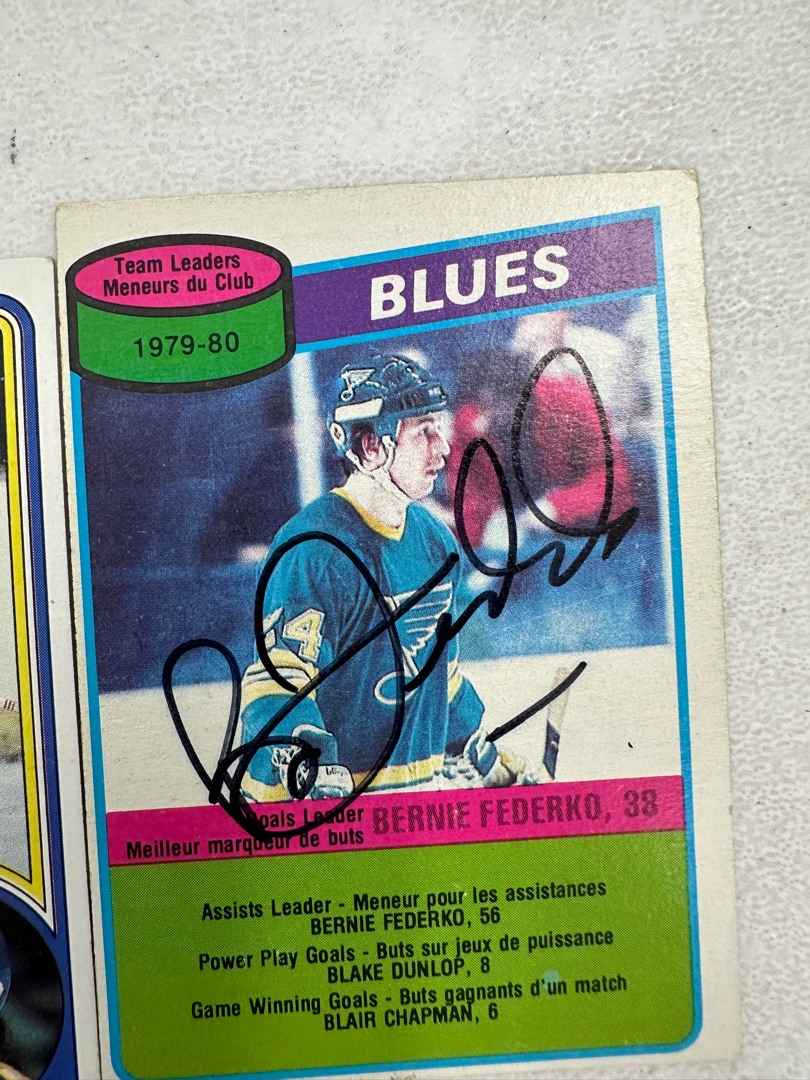 Team Leaders
Meneurs du Club
1979-80
BLUES
24
Goals Leader
Meilleur marqueur de buts
BERNIE FEDERKO, 38
Assists Leader - Meneur pour les assistances
BERNIE FEDERKO, 56
Power Play Goals - Buts sur jeux de puissance
BLAKE DUNLOP, 8
Game Winning Goals - Buts gagnants d'un match
BLAIR CHAPMAN, 6